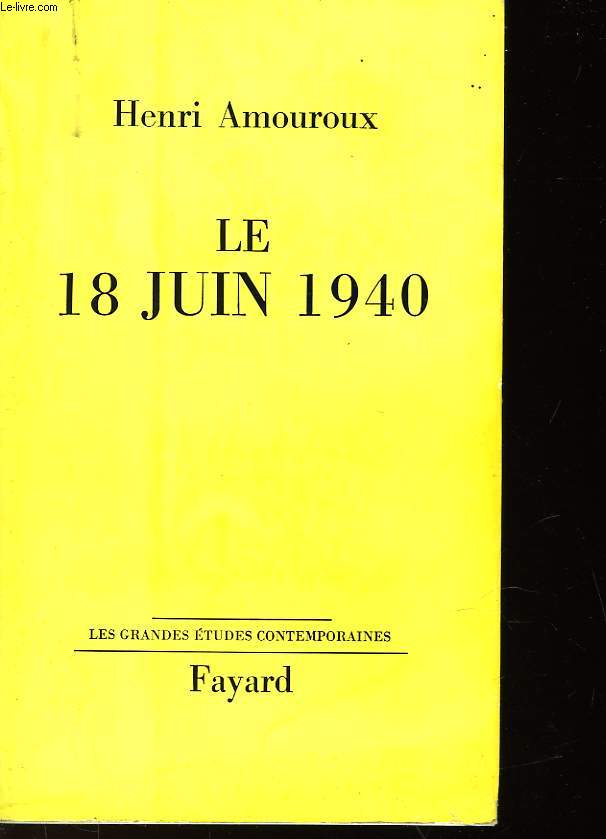 Le-livre.com
Henri Amouroux
LE
18 JUIN 1940
LES GRANDES ÉTUDES CONTEMPORAINES
Fayard